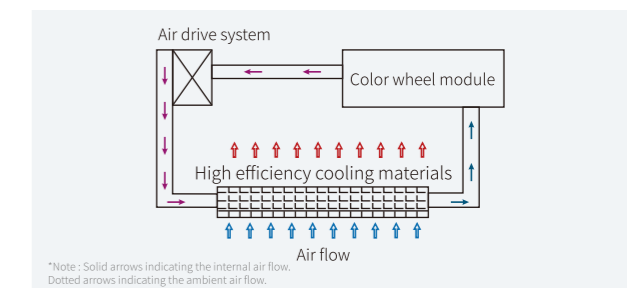 Air drive system
Color wheel module
High efficiency cooling materials
Air flow
*Note : Solid arrows indicating the internal air flow.
Dotted arrows indicating the ambient air flow.